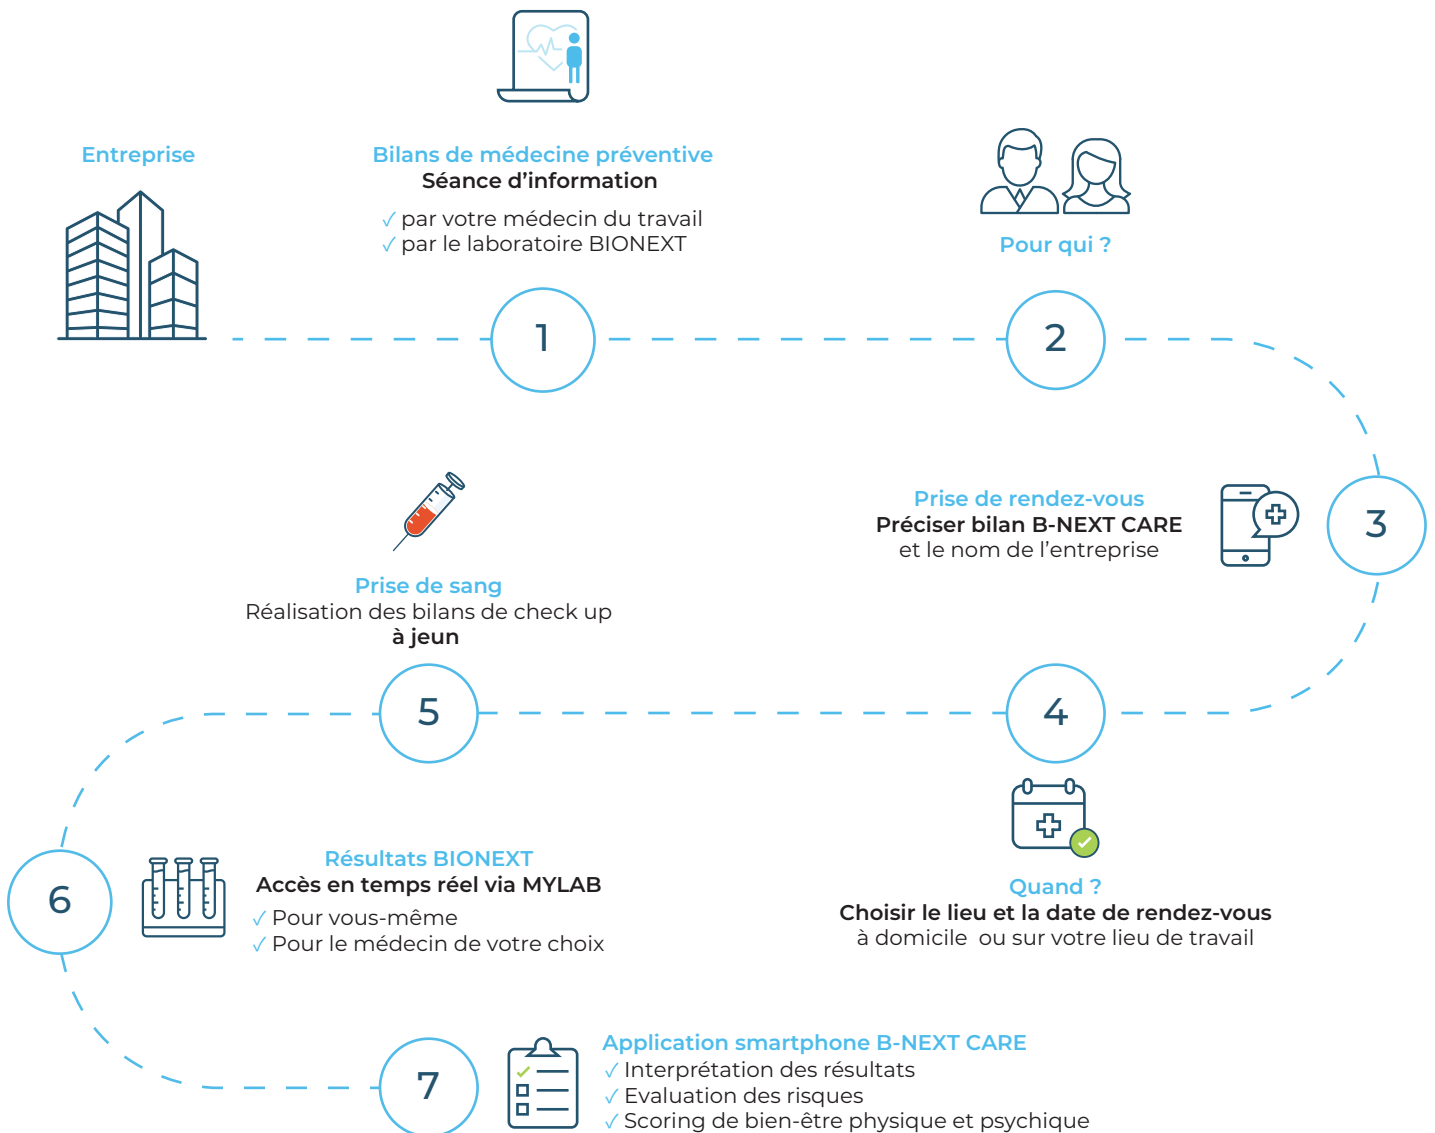 Entreprise
Bilans de médecine préventive
Séance d'information
✓ par votre médecin du travail
✓ par le laboratoire BIONEXT
1
Pour qui ?
2
Prise de rendez-vous
Préciser bilan B-NEXT CARE
et le nom de l'entreprise
3
4
Quand ?
Choisir le lieu et la date de rendez-vous
à domicile ou sur votre lieu de travail
Prise de sang
Réalisation des bilans de check up
à jeun
5
6
Résultats BIONEXT
Accès en temps réel via MYLAB
✓ Pour vous-même
✓ Pour le médecin de votre choix
7
Application smartphone B-NEXT CARE
✓ Interprétation des résultats
✓ Evaluation des risques
✓ Scoring de bien-être physique et psychique